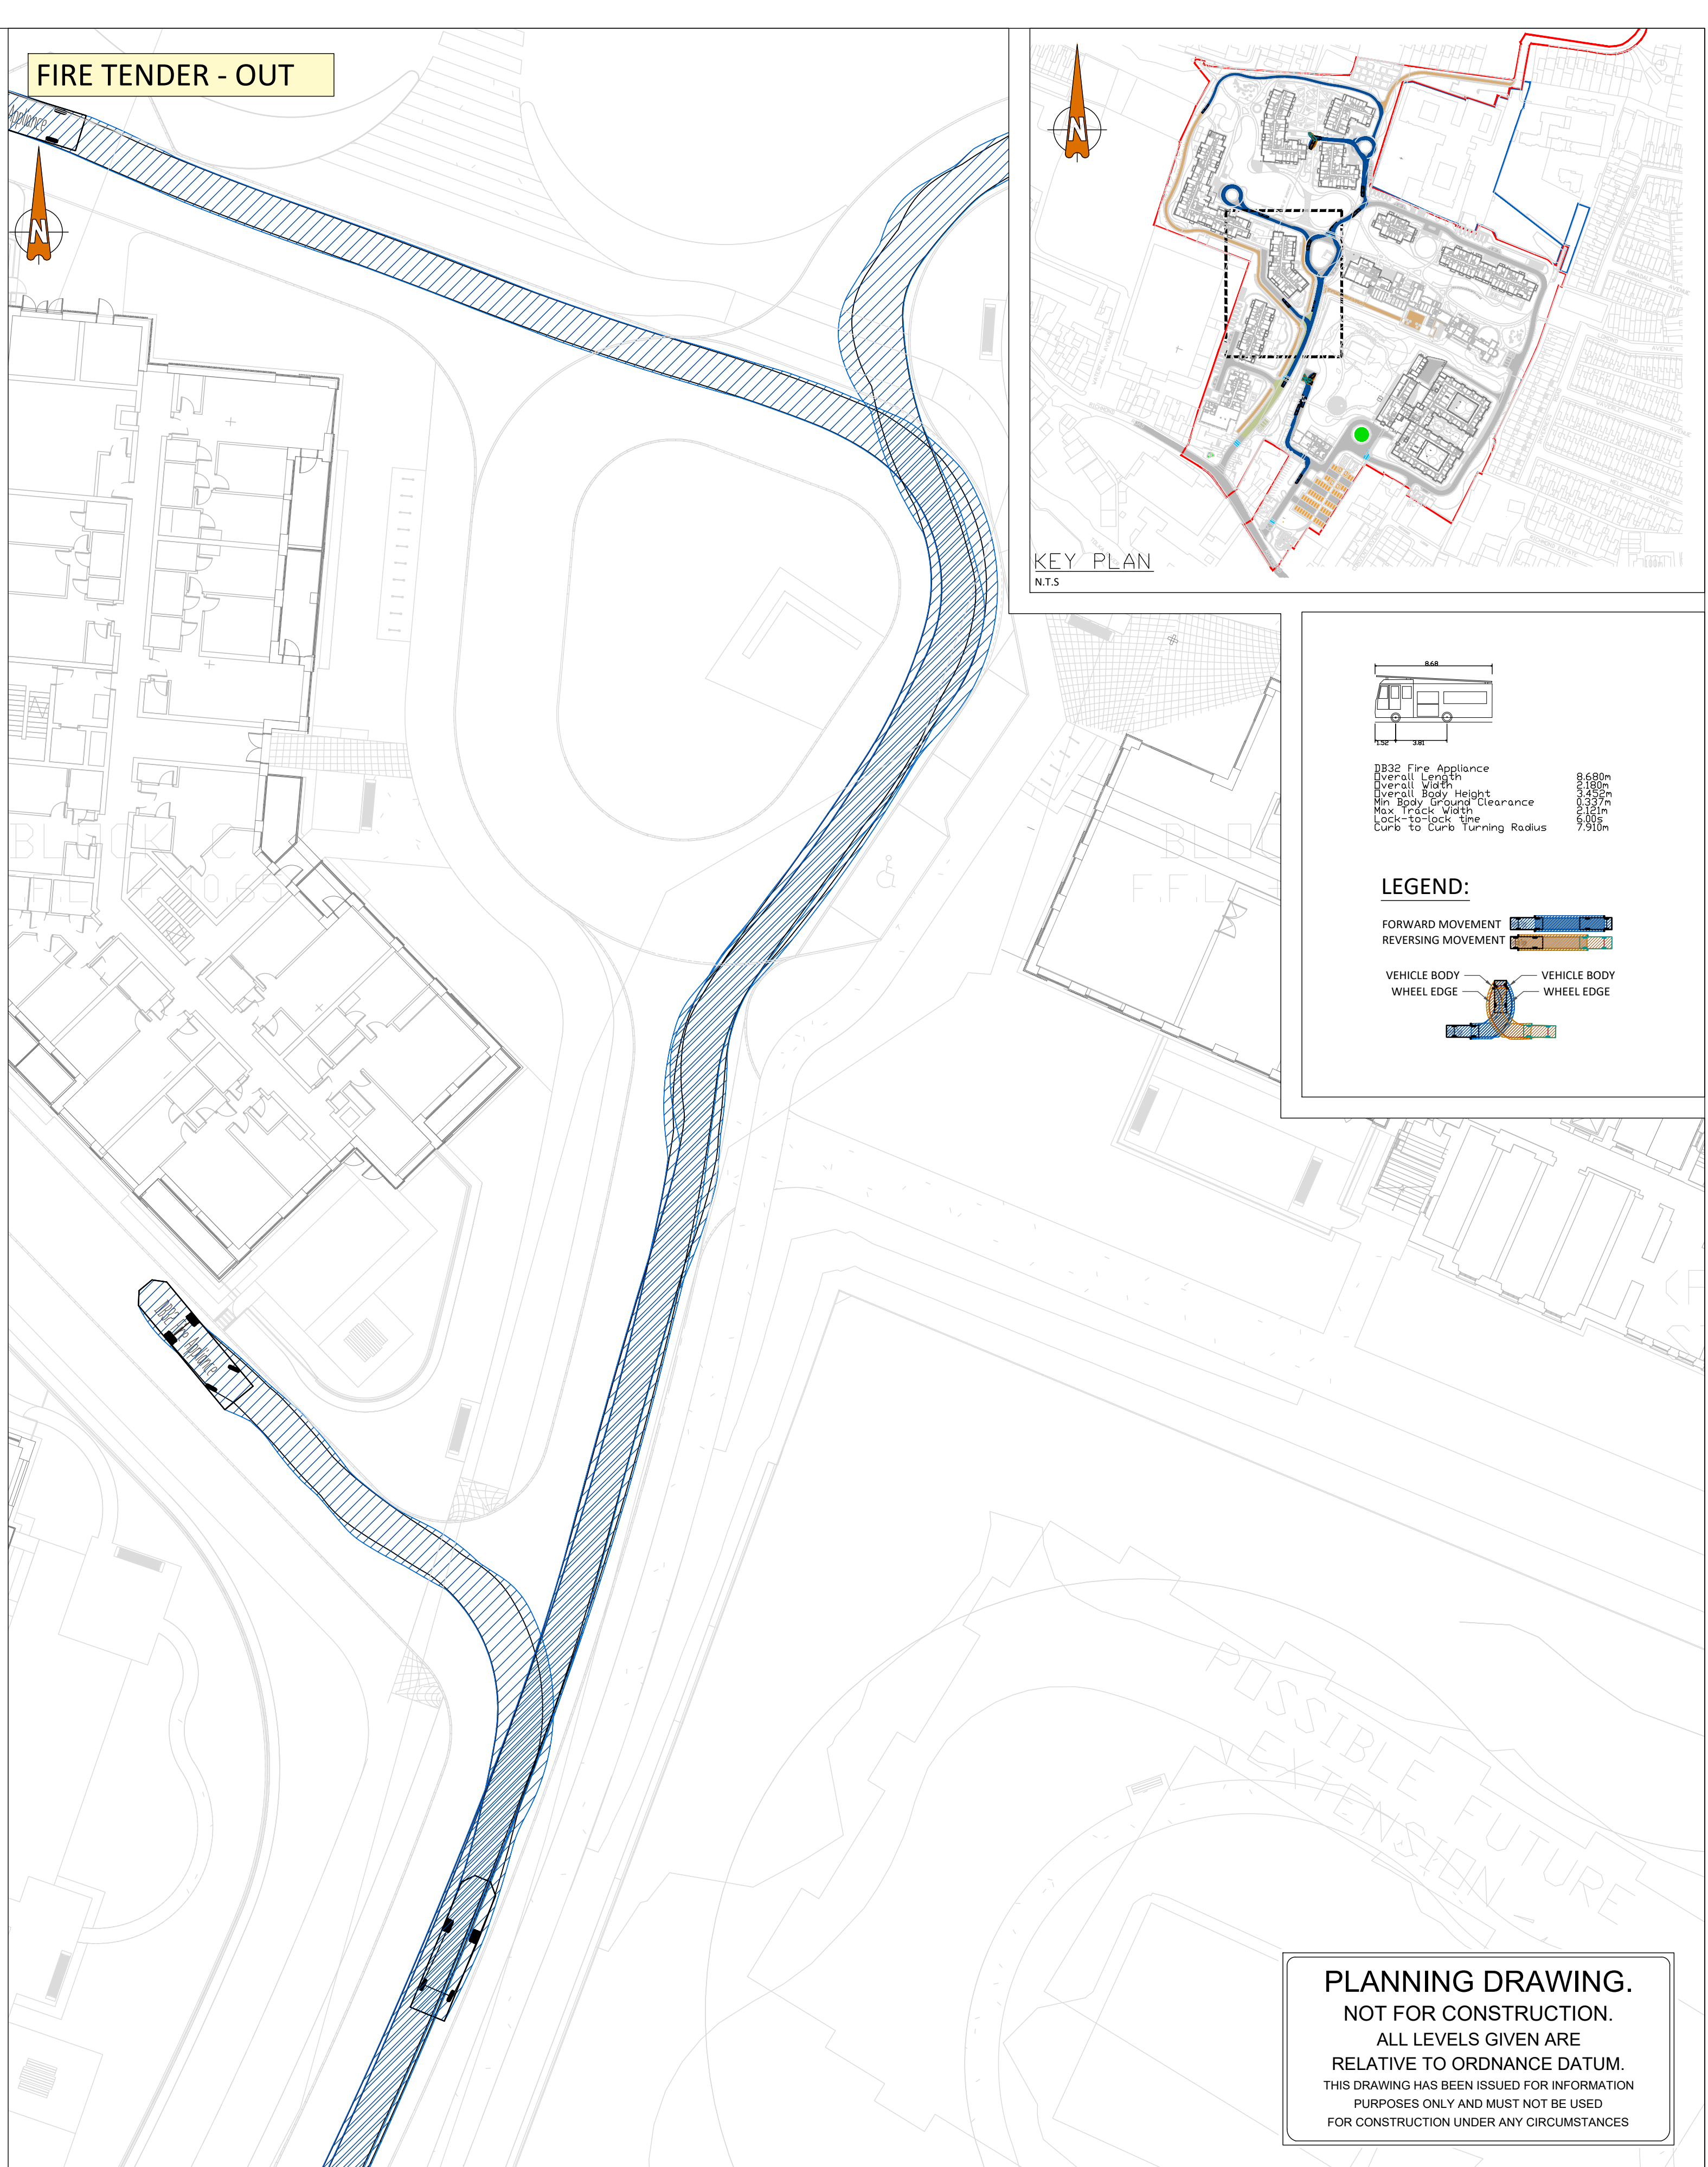 FIRE TENDER - OUT
Appliance
N
N
KEY PLAN
N.T.S
8.68
1.52
3.81
DB32 Fire Appliance
Overall Length 8.680m
Overall Width 2.180m
Overall Body Height 3.452m
Min Body Ground Clearance 0.337m
Max Track Width 2.121m
Lock-to-lock time 6.00s
Curb to Curb Turning Radius 7.910m
LEGEND:
FORWARD MOVEMENT
REVERSING MOVEMENT
VEHICLE BODY
VEHICLE BODY
WHEEL EDGE
WHEEL EDGE
BLOCK C
F.F.L.
DB32 Fire Appliance
POSSIBLE FUTURE
EXTENSION
PLANNING DRAWING.
NOT FOR CONSTRUCTION.
ALL LEVELS GIVEN ARE
RELATIVE TO ORDNANCE DATUM.
THIS DRAWING HAS BEEN ISSUED FOR INFORMATION
PURPOSES ONLY AND MUST NOT BE USED
FOR CONSTRUCTION UNDER ANY CIRCUMSTANCES